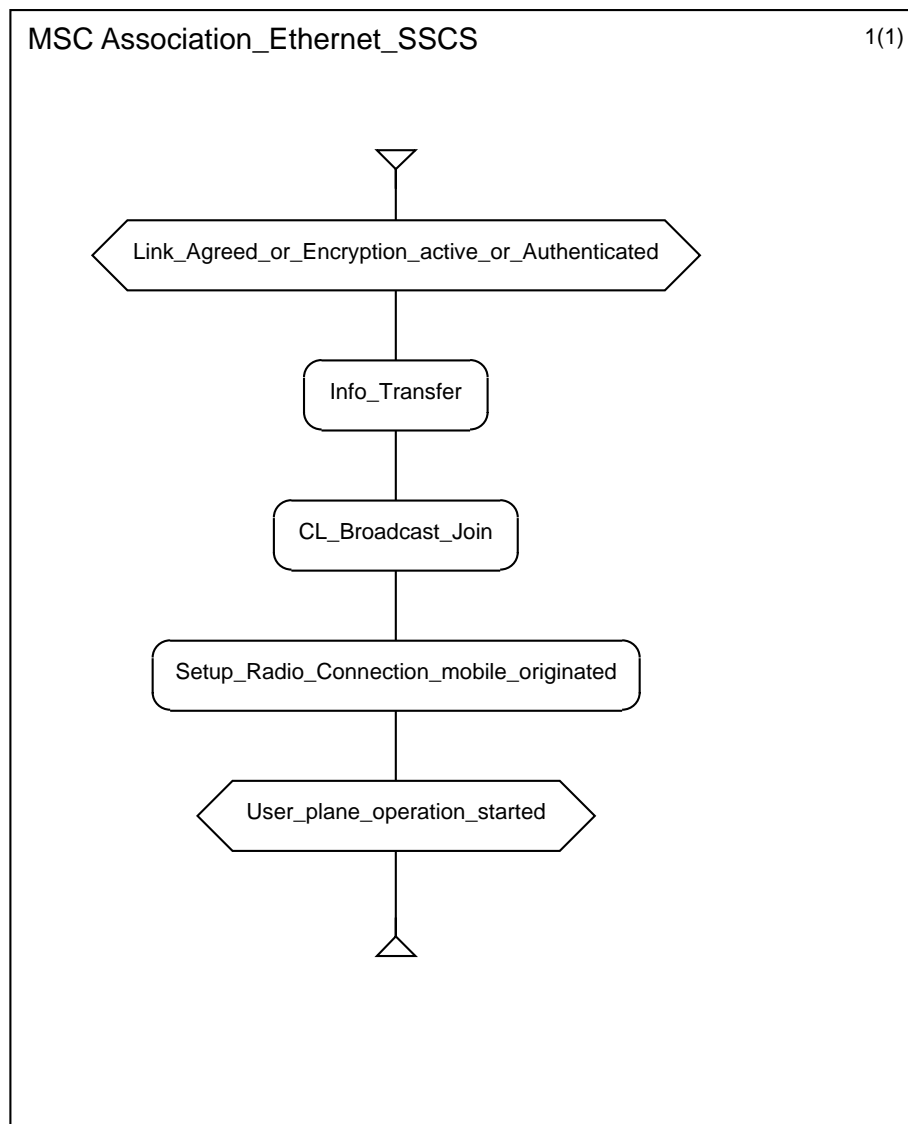 MSC Association_Ethernet_SSCS
1(1)
Link_Agreed_or_Encryption_active_or_Authenticated
Info_Transfer
CL_Broadcast_Join
Setup_Radio_Connection_mobile_originated
User_plane_operation_started